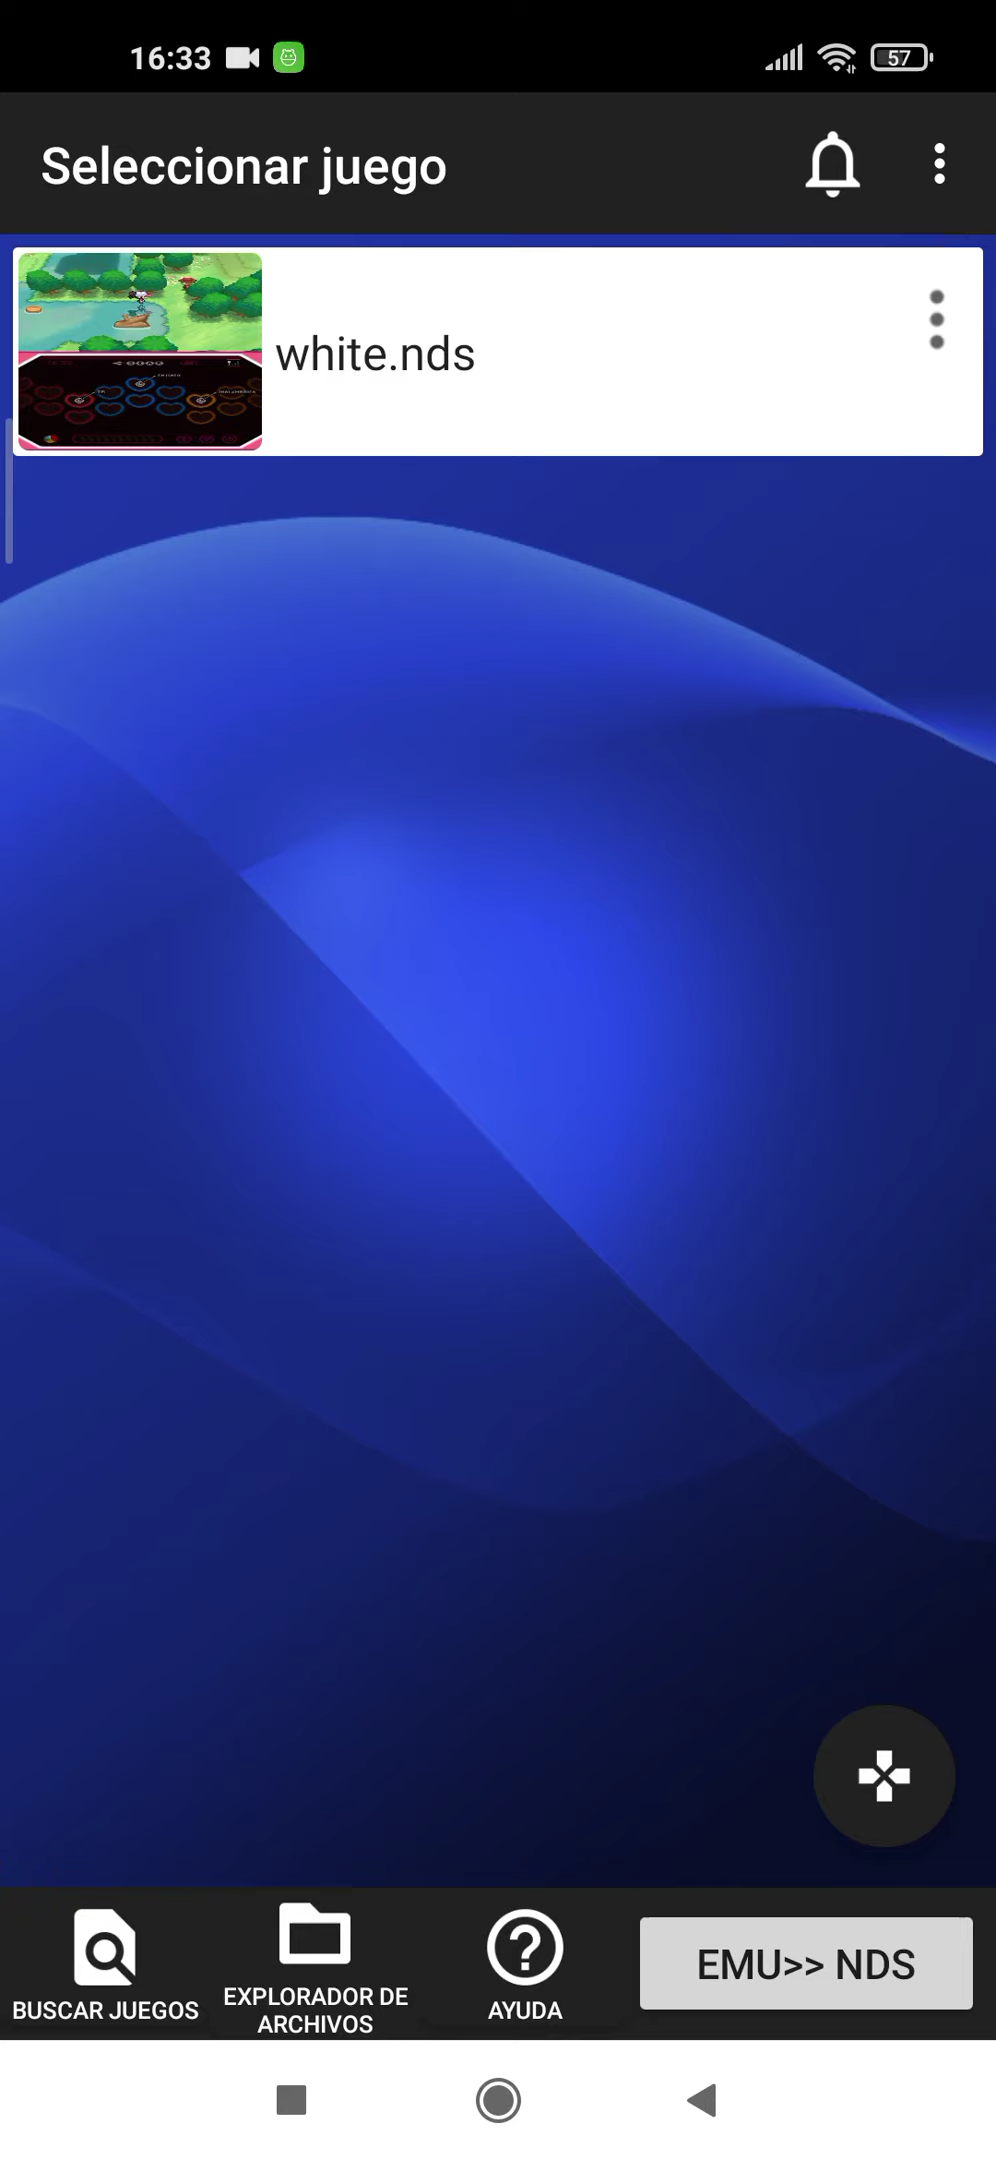 16:33
57
Seleccionar juego
white.nds
BUSCAR JUEGOS
EXPLORADOR DE
ARCHIVOS
AYUDA
EMU>> NDS